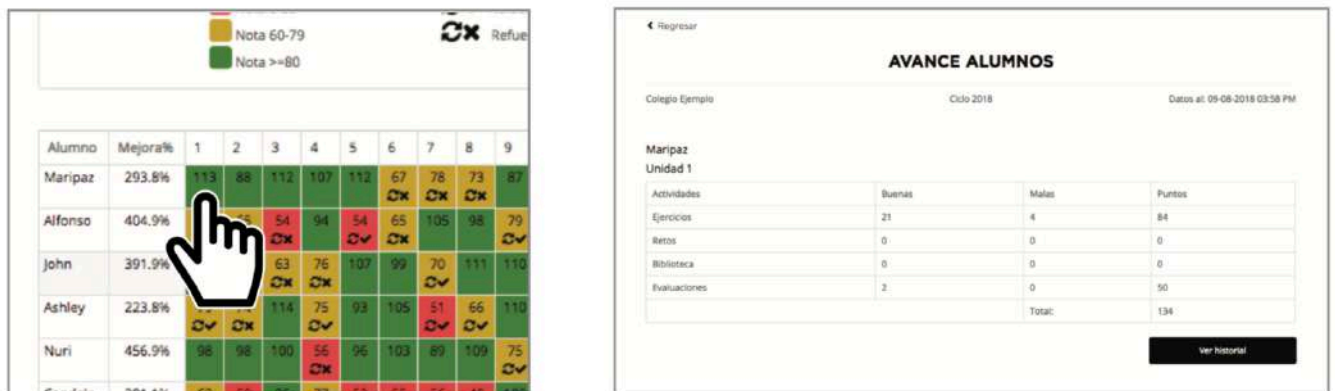 Nota 60-79
Refue
Nota >=80
Alumno Mejora% 1 2 3 4 5 6 7 8 9
Maripaz 293.8% 113 88 112 107 112 67 78 73 87
Alfonso 404.9% 54 94 54 65 105 98 79
John 391.9% 63 76 107 99 70 111 110
Ashley 223.8% 114 75 93 105 51 66 110
Nuri 456.9% 98 98 100 56 96 103 89 109 75
Regresar
AVANCE ALUMNOS
Colegio Ejemplo Ciclo 2018 Datos al: 09-08-2018 03:58 PM
Maripaz
Unidad 1
Actividades Buenas Malas Puntos
Ejercicios 21 4 84
Retos 0 0 0
Biblioteca 0 0 0
Evaluaciones 2 0 50
Total: 134
Ver historial